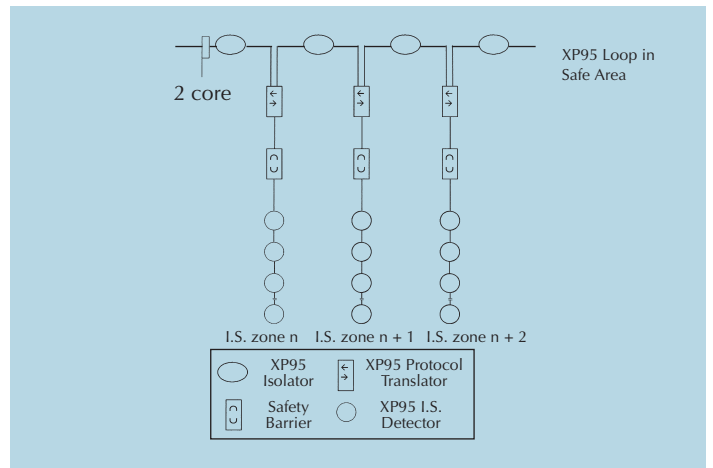 XP95 Loop in
Safe Area
2 core
I.S. zone n
I.S. zone n + 1
I.S. zone n + 2
XP95
Isolator
XP95 Protocol
Translator
Safety
Barrier
XP95 I.S.
Detector